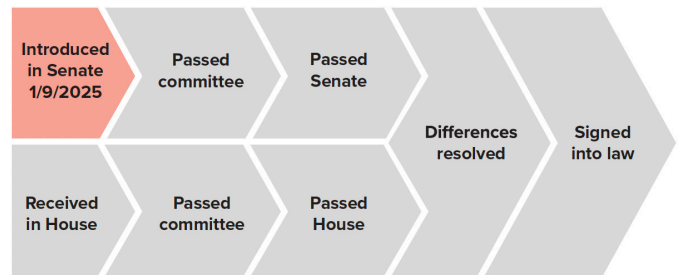 Introduced
in Senate
1/9/2025
Passed
committee
Passed
Senate
Differences
resolved
Signed
into law
Received
in House
Passed
committee
Passed
House